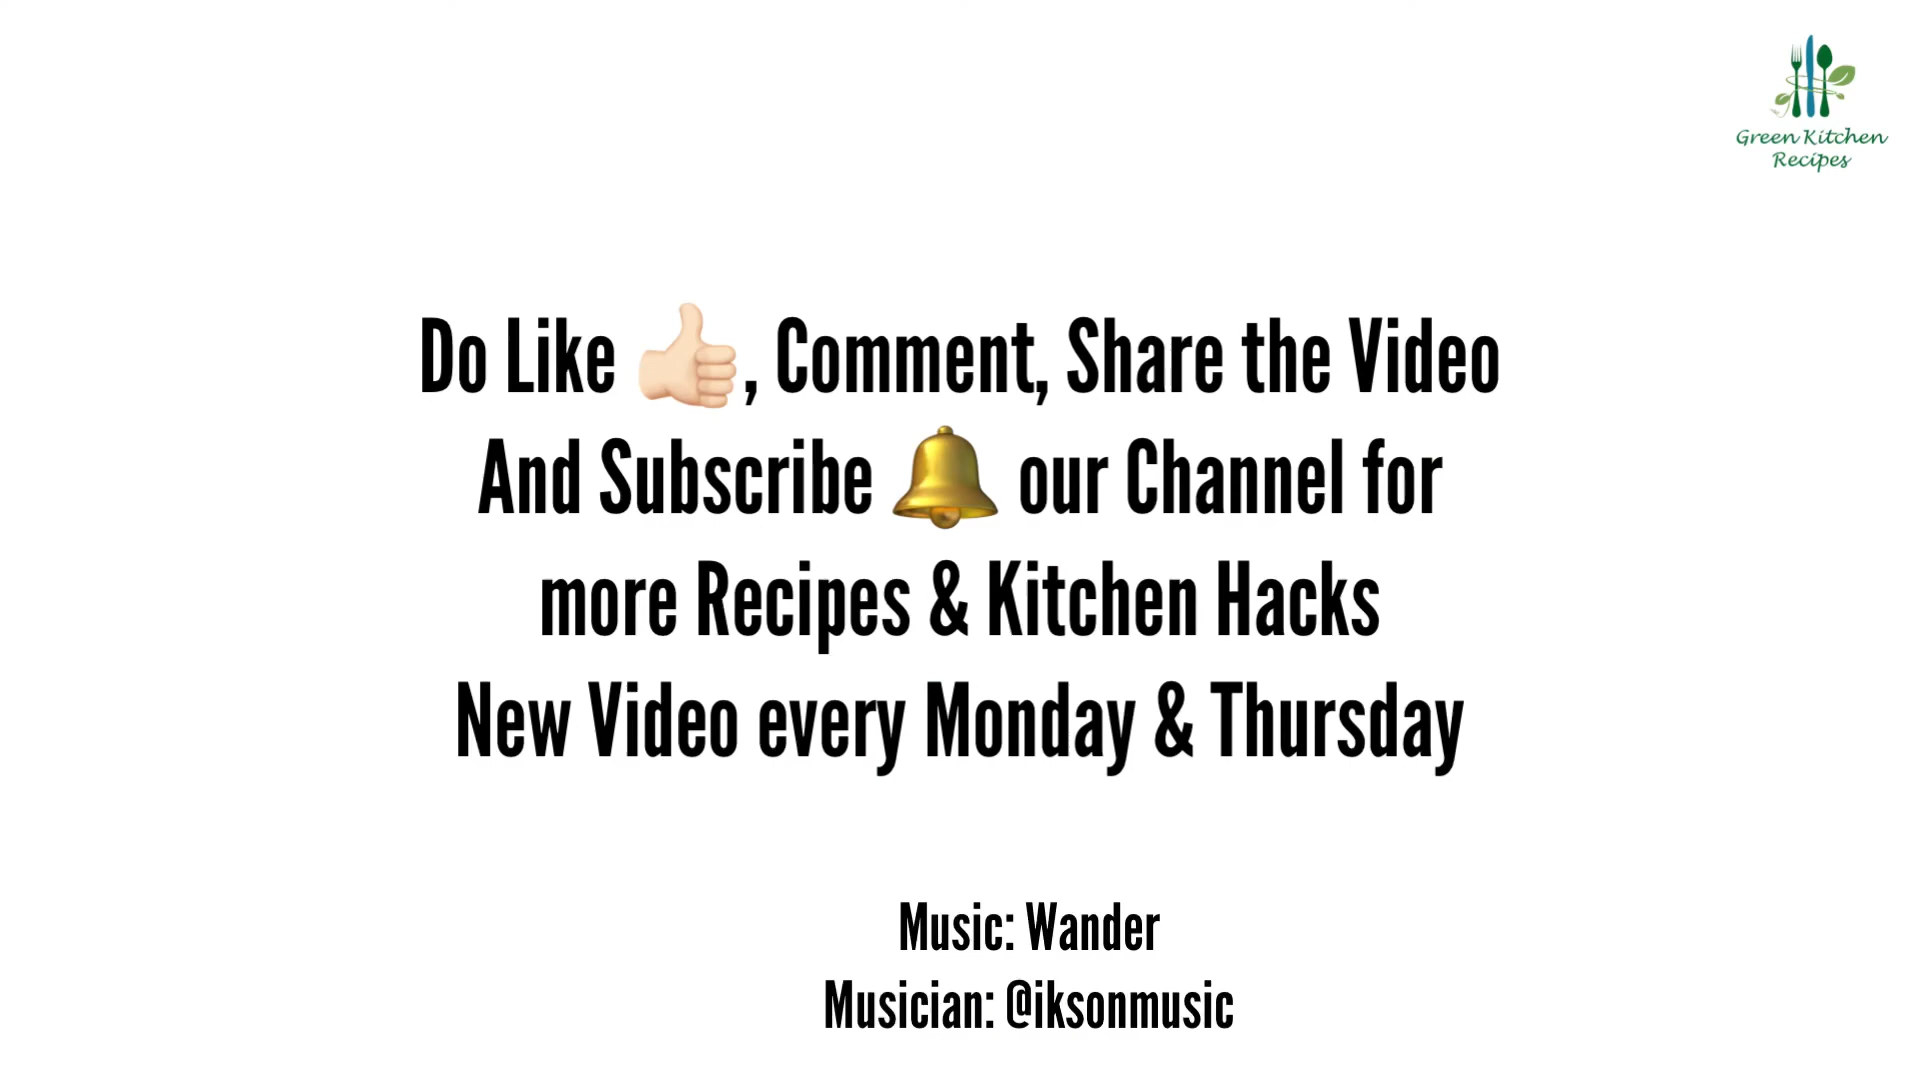 Green Kitchen
Recipes
Do Like 👍🏻, Comment, Share the Video
And Subscribe 🔔 our Channel for
more Recipes & Kitchen Hacks
New Video every Monday & Thursday
Music: Wander
Musician: @iksonmusic